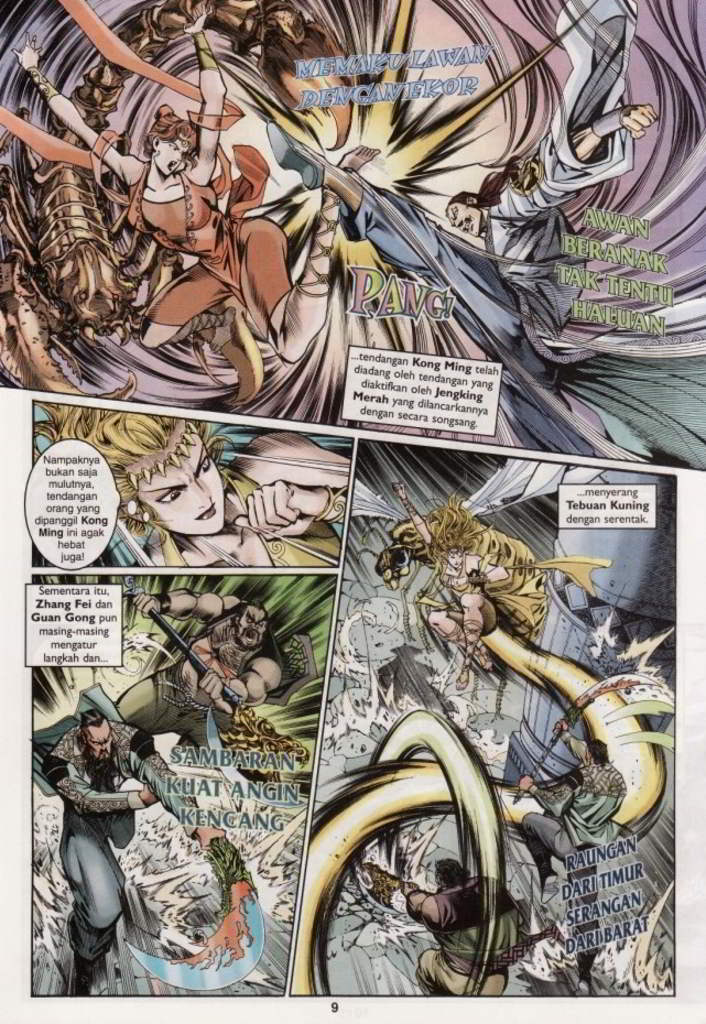 MEMAKU LAWAN
DENGAN EKOR
AWAN
BERANAK
TAK TENTU
HALUAN
PANG!
...tendangan Kong Ming telah
diadang oleh tendangan yang
diaktifkan oleh Jengking
Merah yang dilancarkannya
dengan secara songsang.
Nampaknya
bukan saja
mulutnya,
tendangan
orang yang
dipanggil Kong
Ming ini agak
hebat
juga!
...menyerang
Tebuan Kuning
dengan serentak.
Sementara itu,
Zhang Fei dan
Guan Gong pun
masing-masing
mengatur
langkah dan...
SAMBARAN
KUAT ANGIN
KENCANG
RAUNGAN
DARI TIMUR
SERANGAN
DARI BARAT
9